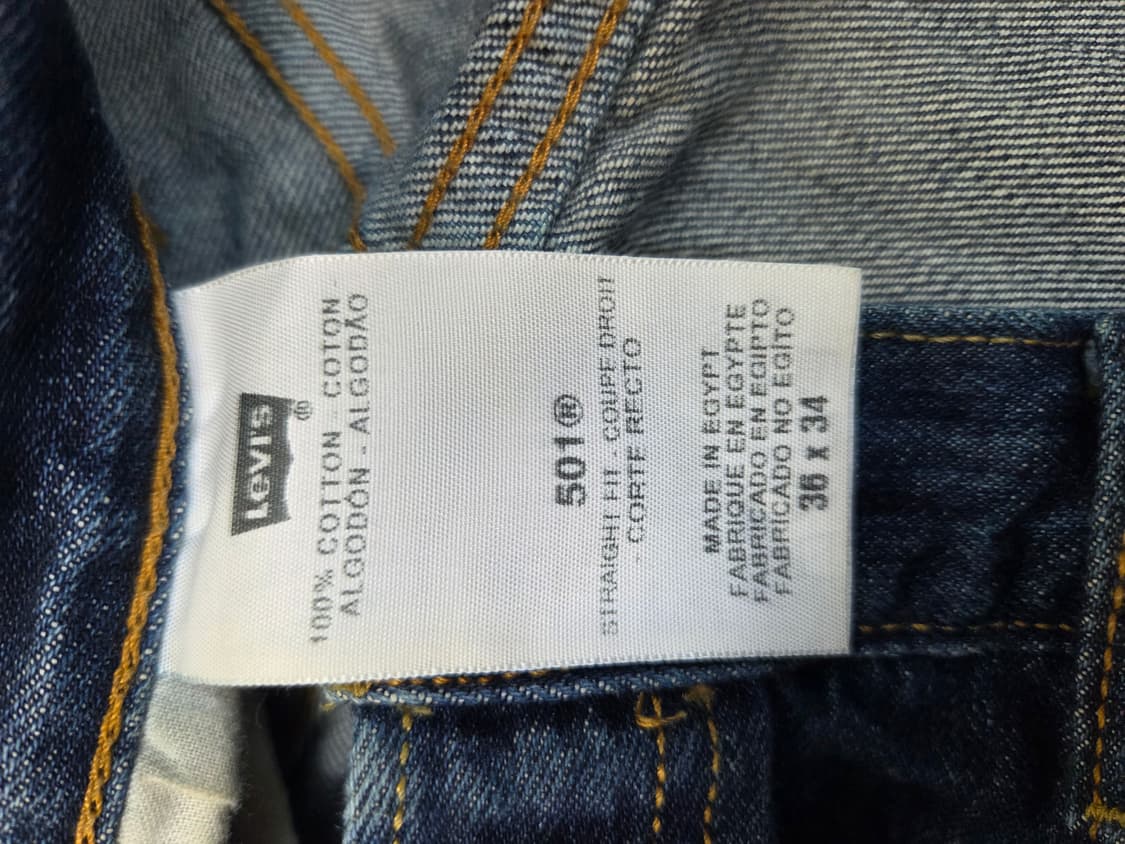 Levi's
®
100% COTTON - COTON -
ALGODÓN - ALGODÃO
501®
STRAIGHT FIT - COUPE DROIT
- CORTE RECTO
MADE IN EGYPT
FABRIQUE EN EGYPTE
FABRICADO EN EGIPTO
FABRICADO NO EGÍTO
36 x 34